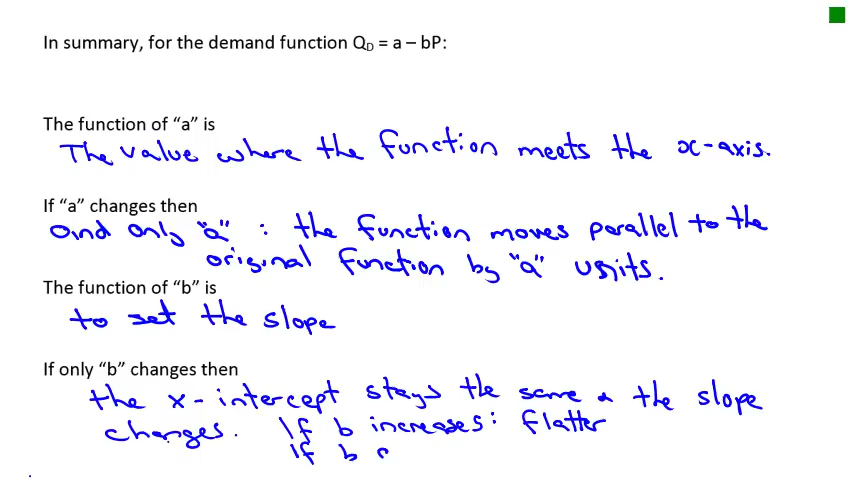 In summary, for the demand function QD = a – bP:
The function of “a” is
The value where the function meets the x-axis.
If “a” changes then
and only "a" : the function moves parallel to the
original function by "a" units.
The function of “b” is
to set the slope
If only “b” changes then
the x-intercept stays the same & the slope
changes. If b increases: flatter
If b